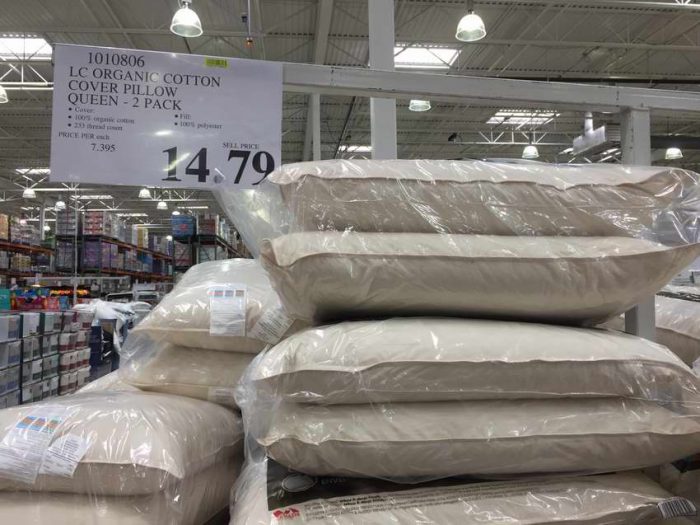 1010806
LC ORGANIC COTTON
COVER PILLOW
QUEEN - 2 PACK
• Cover:
• 100% organic cotton
• 233 thread count
• Fill:
• 100% polyester
PRICE PER each
7.395
SELL PRICE
14.79